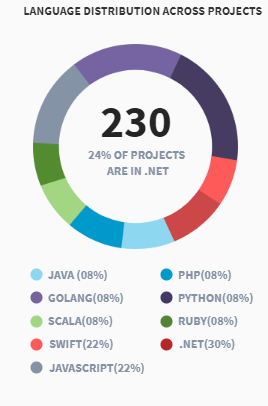 LANGUAGE DISTRIBUTION ACROSS PROJECTS
230
24% OF PROJECTS
ARE IN .NET
JAVA (08%)
PHP(08%)
GOLANG(08%)
PYTHON(08%)
SCALA(08%)
RUBY(08%)
SWIFT(22%)
.NET(30%)
JAVASCRIPT(22%)